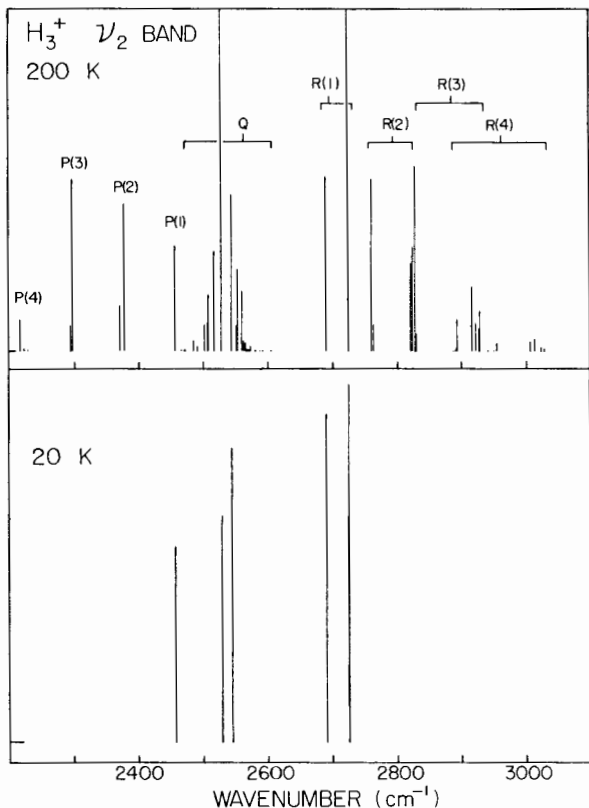 H₃⁺ ν₂ BAND
200 K
R(1)
R(3)
R(2)
R(4)
Q
P(3)
P(2)
P(1)
P(4)
20 K
2400 2600 2800 3000
WAVENUMBER (cm⁻¹)